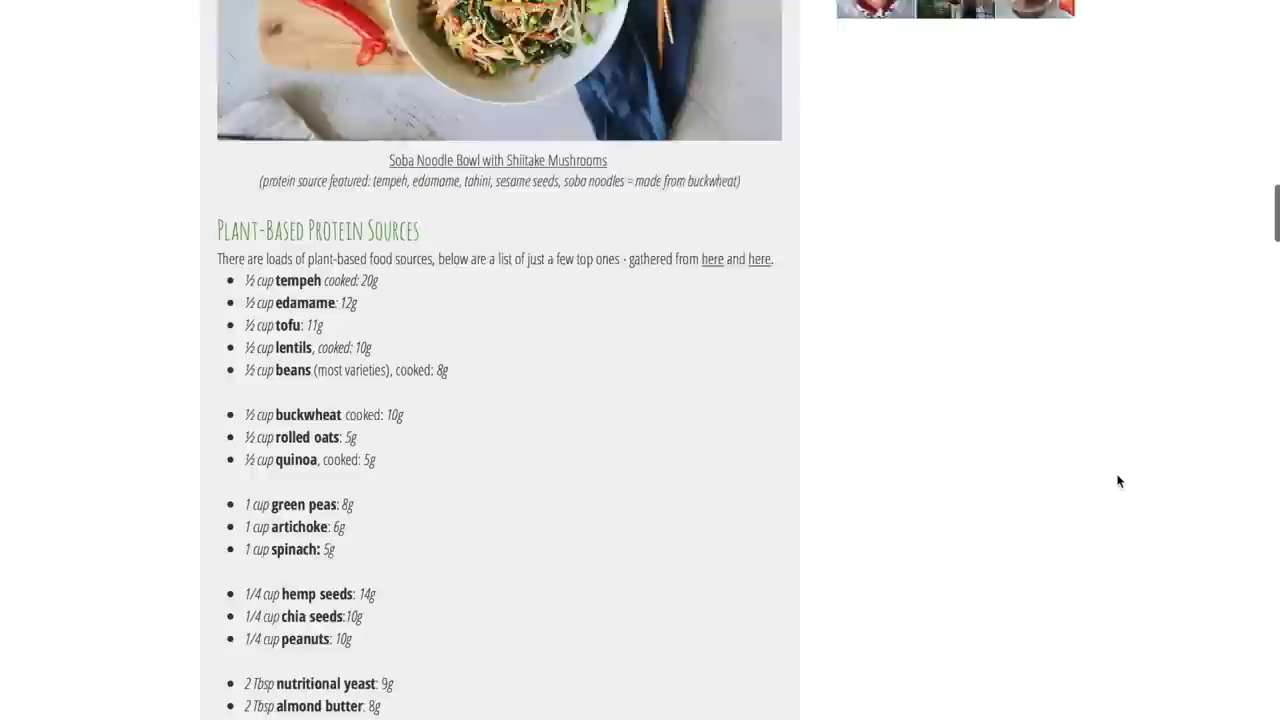 Soba Noodle Bowl with Shiitake Mushrooms
(protein source featured: tempeh, edamame, tahini, sesame seeds, soba noodles = made from buckwheat)
Plant-Based Protein Sources
There are loads of plant-based food sources, below are a list of just a few top ones - gathered from here and here.
½ cup tempeh cooked: 20g
½ cup edamame: 12g
½ cup tofu: 11g
½ cup lentils, cooked: 10g
½ cup beans (most varieties), cooked: 8g
½ cup buckwheat cooked: 10g
½ cup rolled oats: 5g
½ cup quinoa, cooked: 5g
1 cup green peas: 8g
1 cup artichoke: 6g
1 cup spinach: 5g
1/4 cup hemp seeds: 14g
1/4 cup chia seeds:10g
1/4 cup peanuts: 10g
2 Tbsp nutritional yeast: 9g
2 Tbsp almond butter: 8g